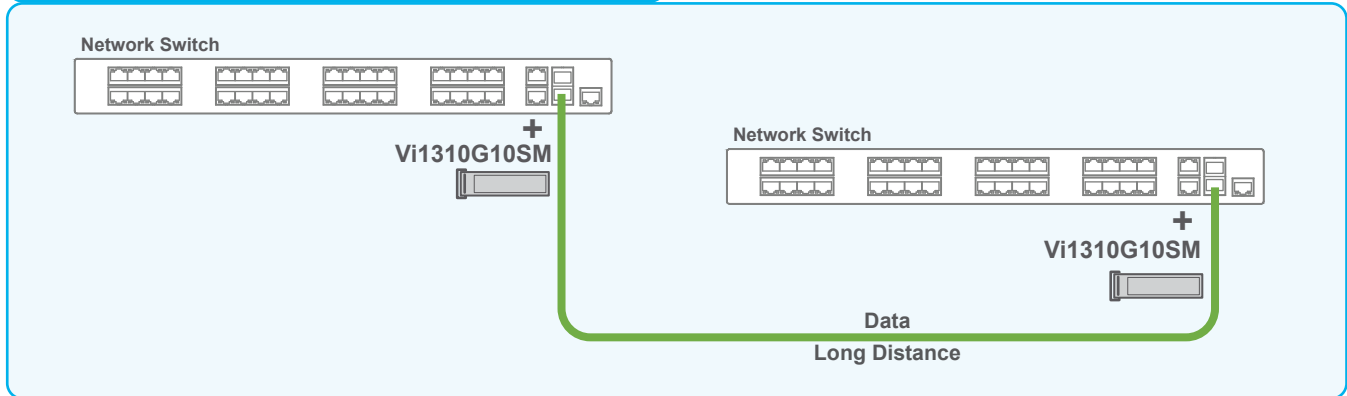 Network Switch
+
Vi1310G10SM
Network Switch
+
Vi1310G10SM
Data
Long Distance